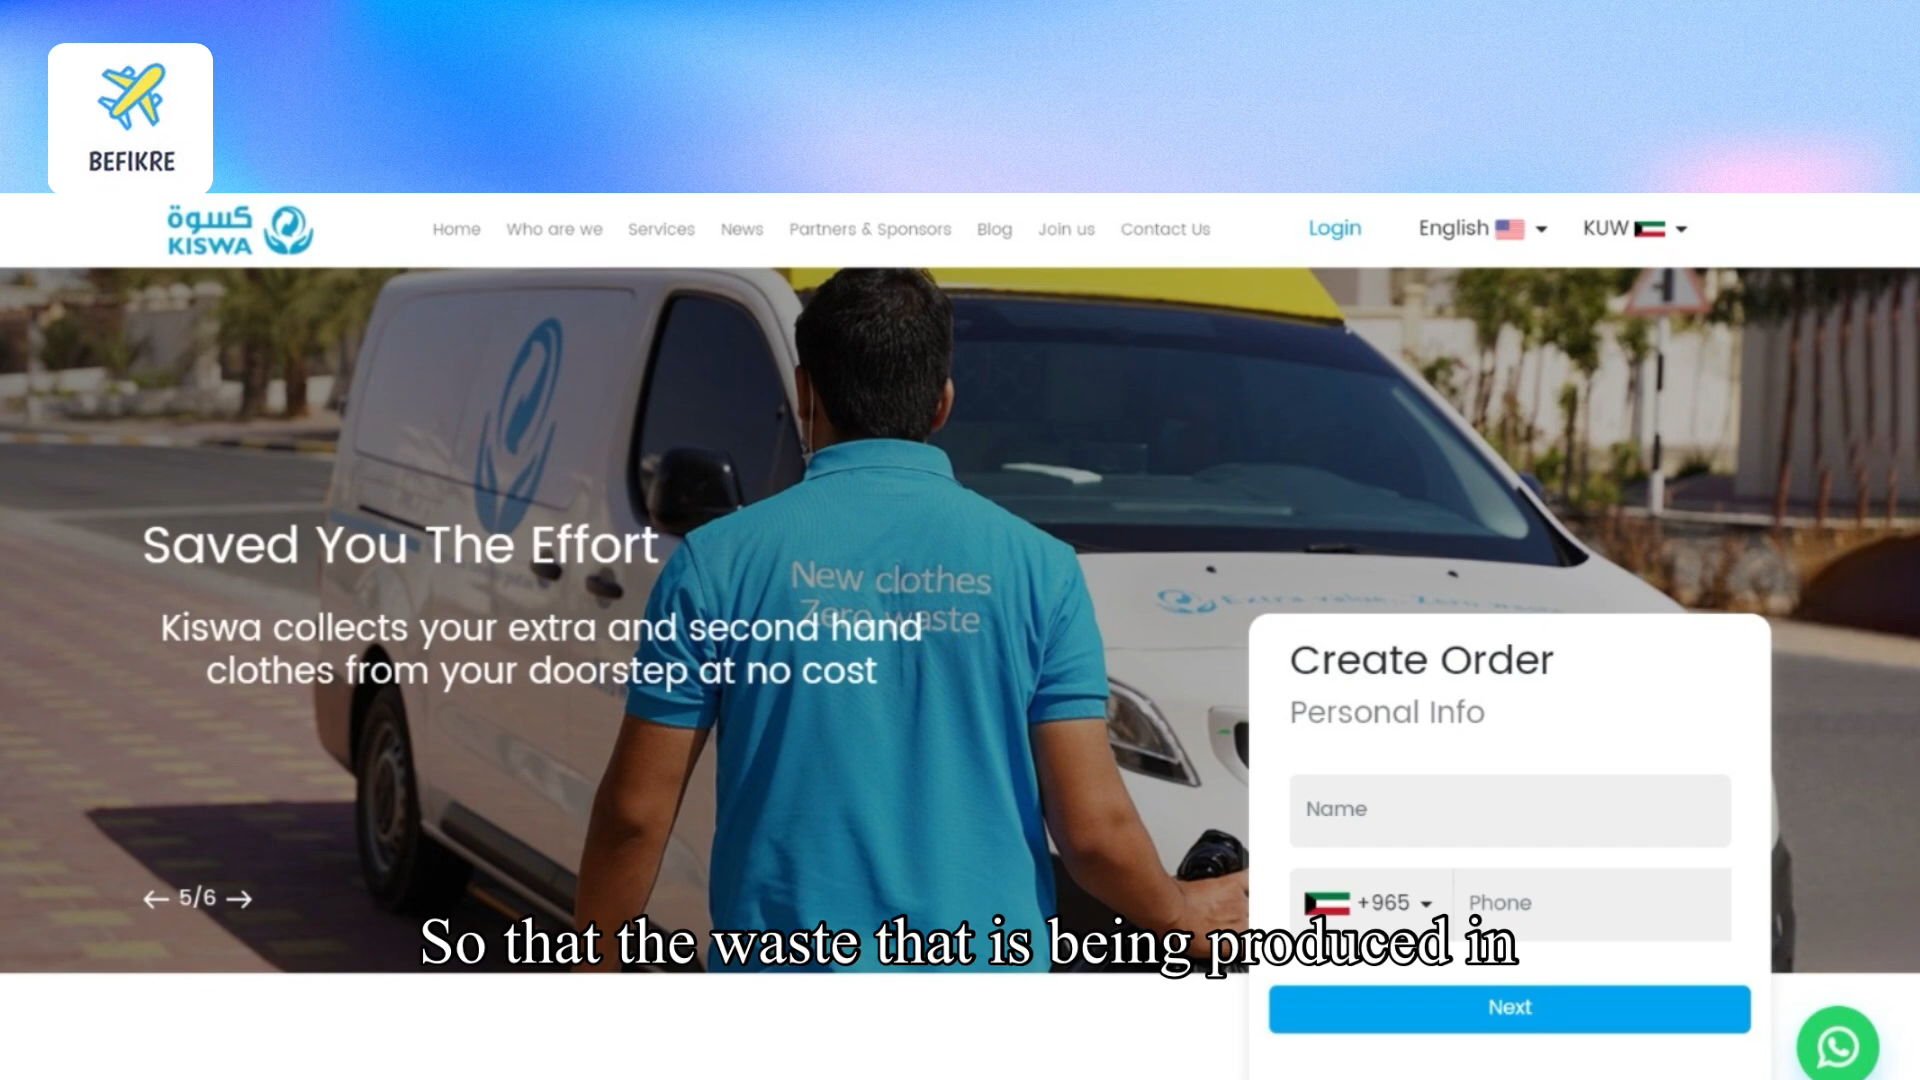 BEFIKRE
كسوة
KISWA
Home Who are we Services News Partners & Sponsors Blog Join us Contact Us Login English KUW
Saved You The Effort
New clothes
Zero waste
Kiswa collects your extra and second hand
clothes from your doorstep at no cost
Create Order
Personal Info
Name
+965 Phone
← 5/6 →
So that the waste that is being produced in
Next